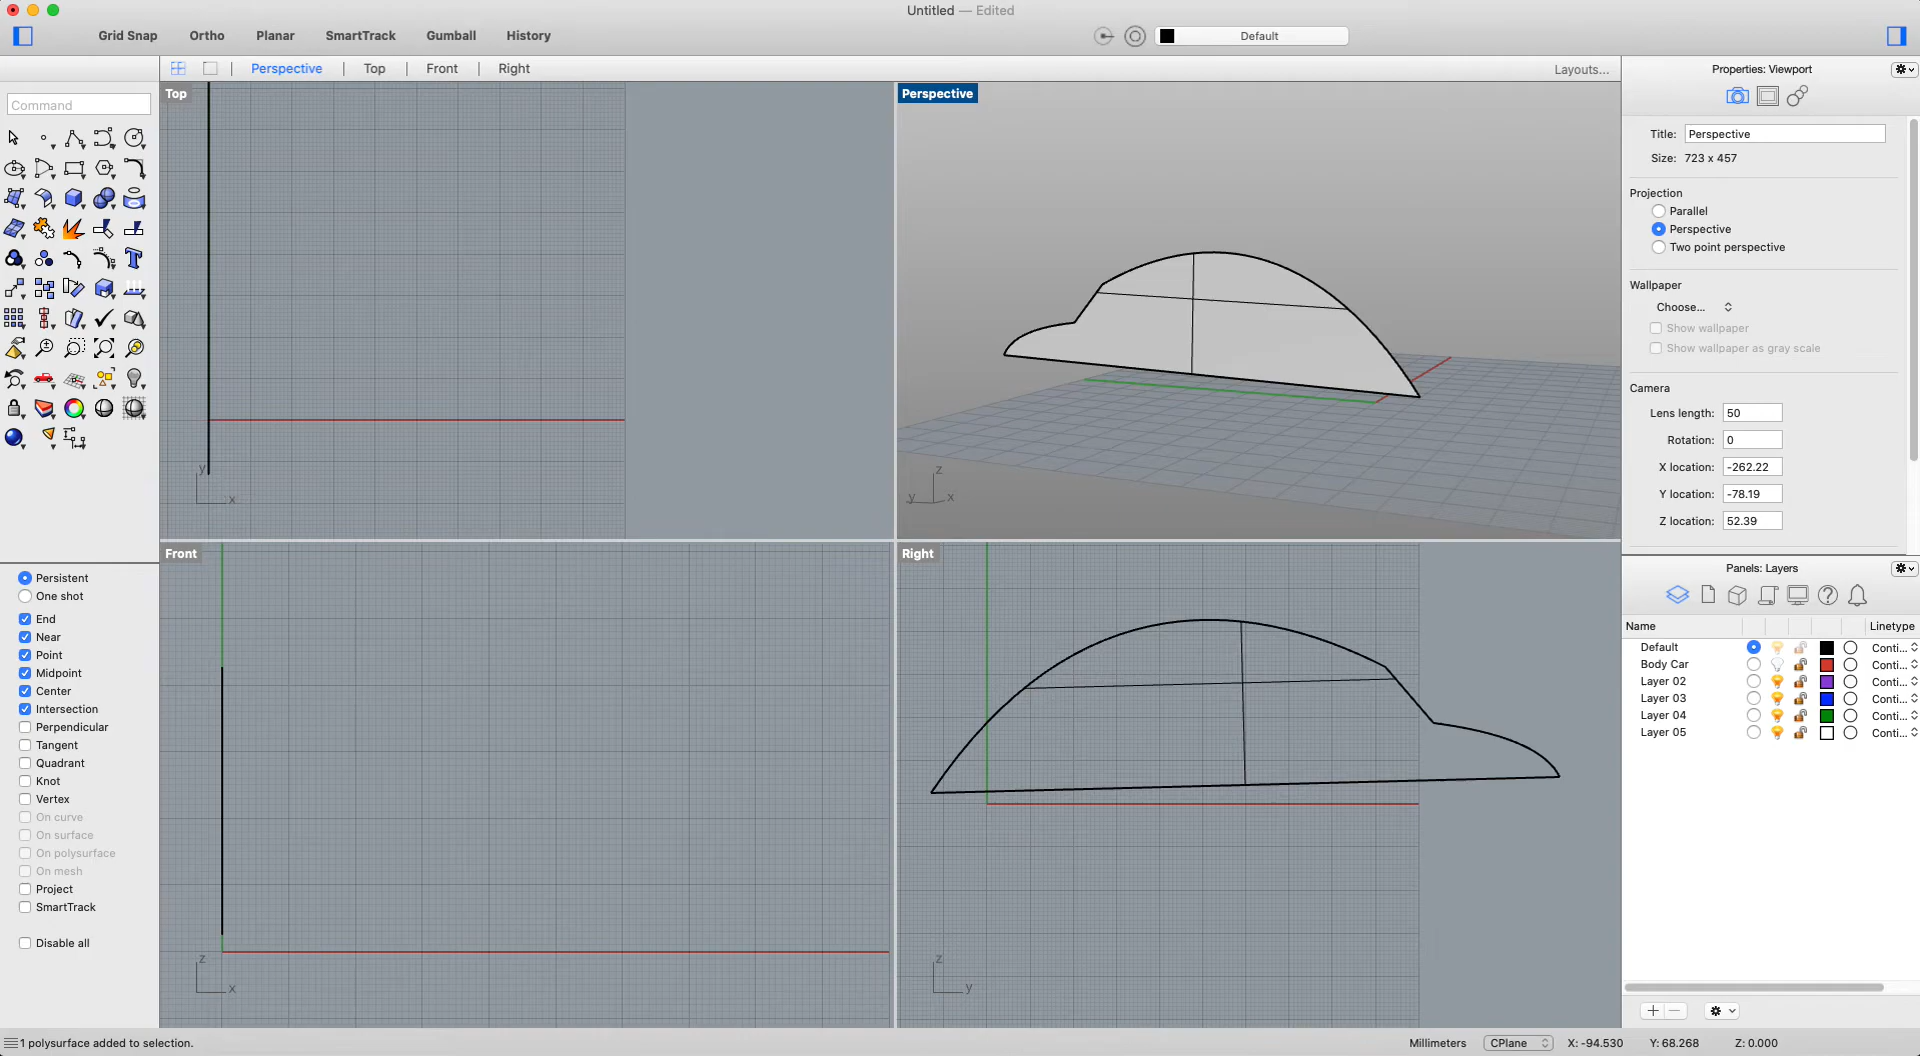 Untitled — Edited
Grid Snap Ortho Planar SmartTrack Gumball History Default
Perspective Top Front Right Layouts... Properties: Viewport
Command
Top
Perspective
Title: Perspective
Size: 723 x 457
Projection
Parallel
Perspective
Two point perspective
Wallpaper
Choose...
Show wallpaper
Show wallpaper as gray scale
Camera
Lens length: 50
Rotation: 0
X location: -262.22
Y location: -78.19
Z location: 52.39
y
x
z
y x
Front
Right
Persistent
One shot
End
Near
Point
Midpoint
Center
Intersection
Perpendicular
Tangent
Quadrant
Knot
Vertex
On curve
On surface
On polysurface
On mesh
Project
SmartTrack
Disable all
z
x
z
y
Panels: Layers
Name Linetype
Default Conti...
Body Car Conti...
Layer 02 Conti...
Layer 03 Conti...
Layer 04 Conti...
Layer 05 Conti...
1 polysurface added to selection. Millimeters CPlane X: -94.530 Y: 68.268 Z: 0.000